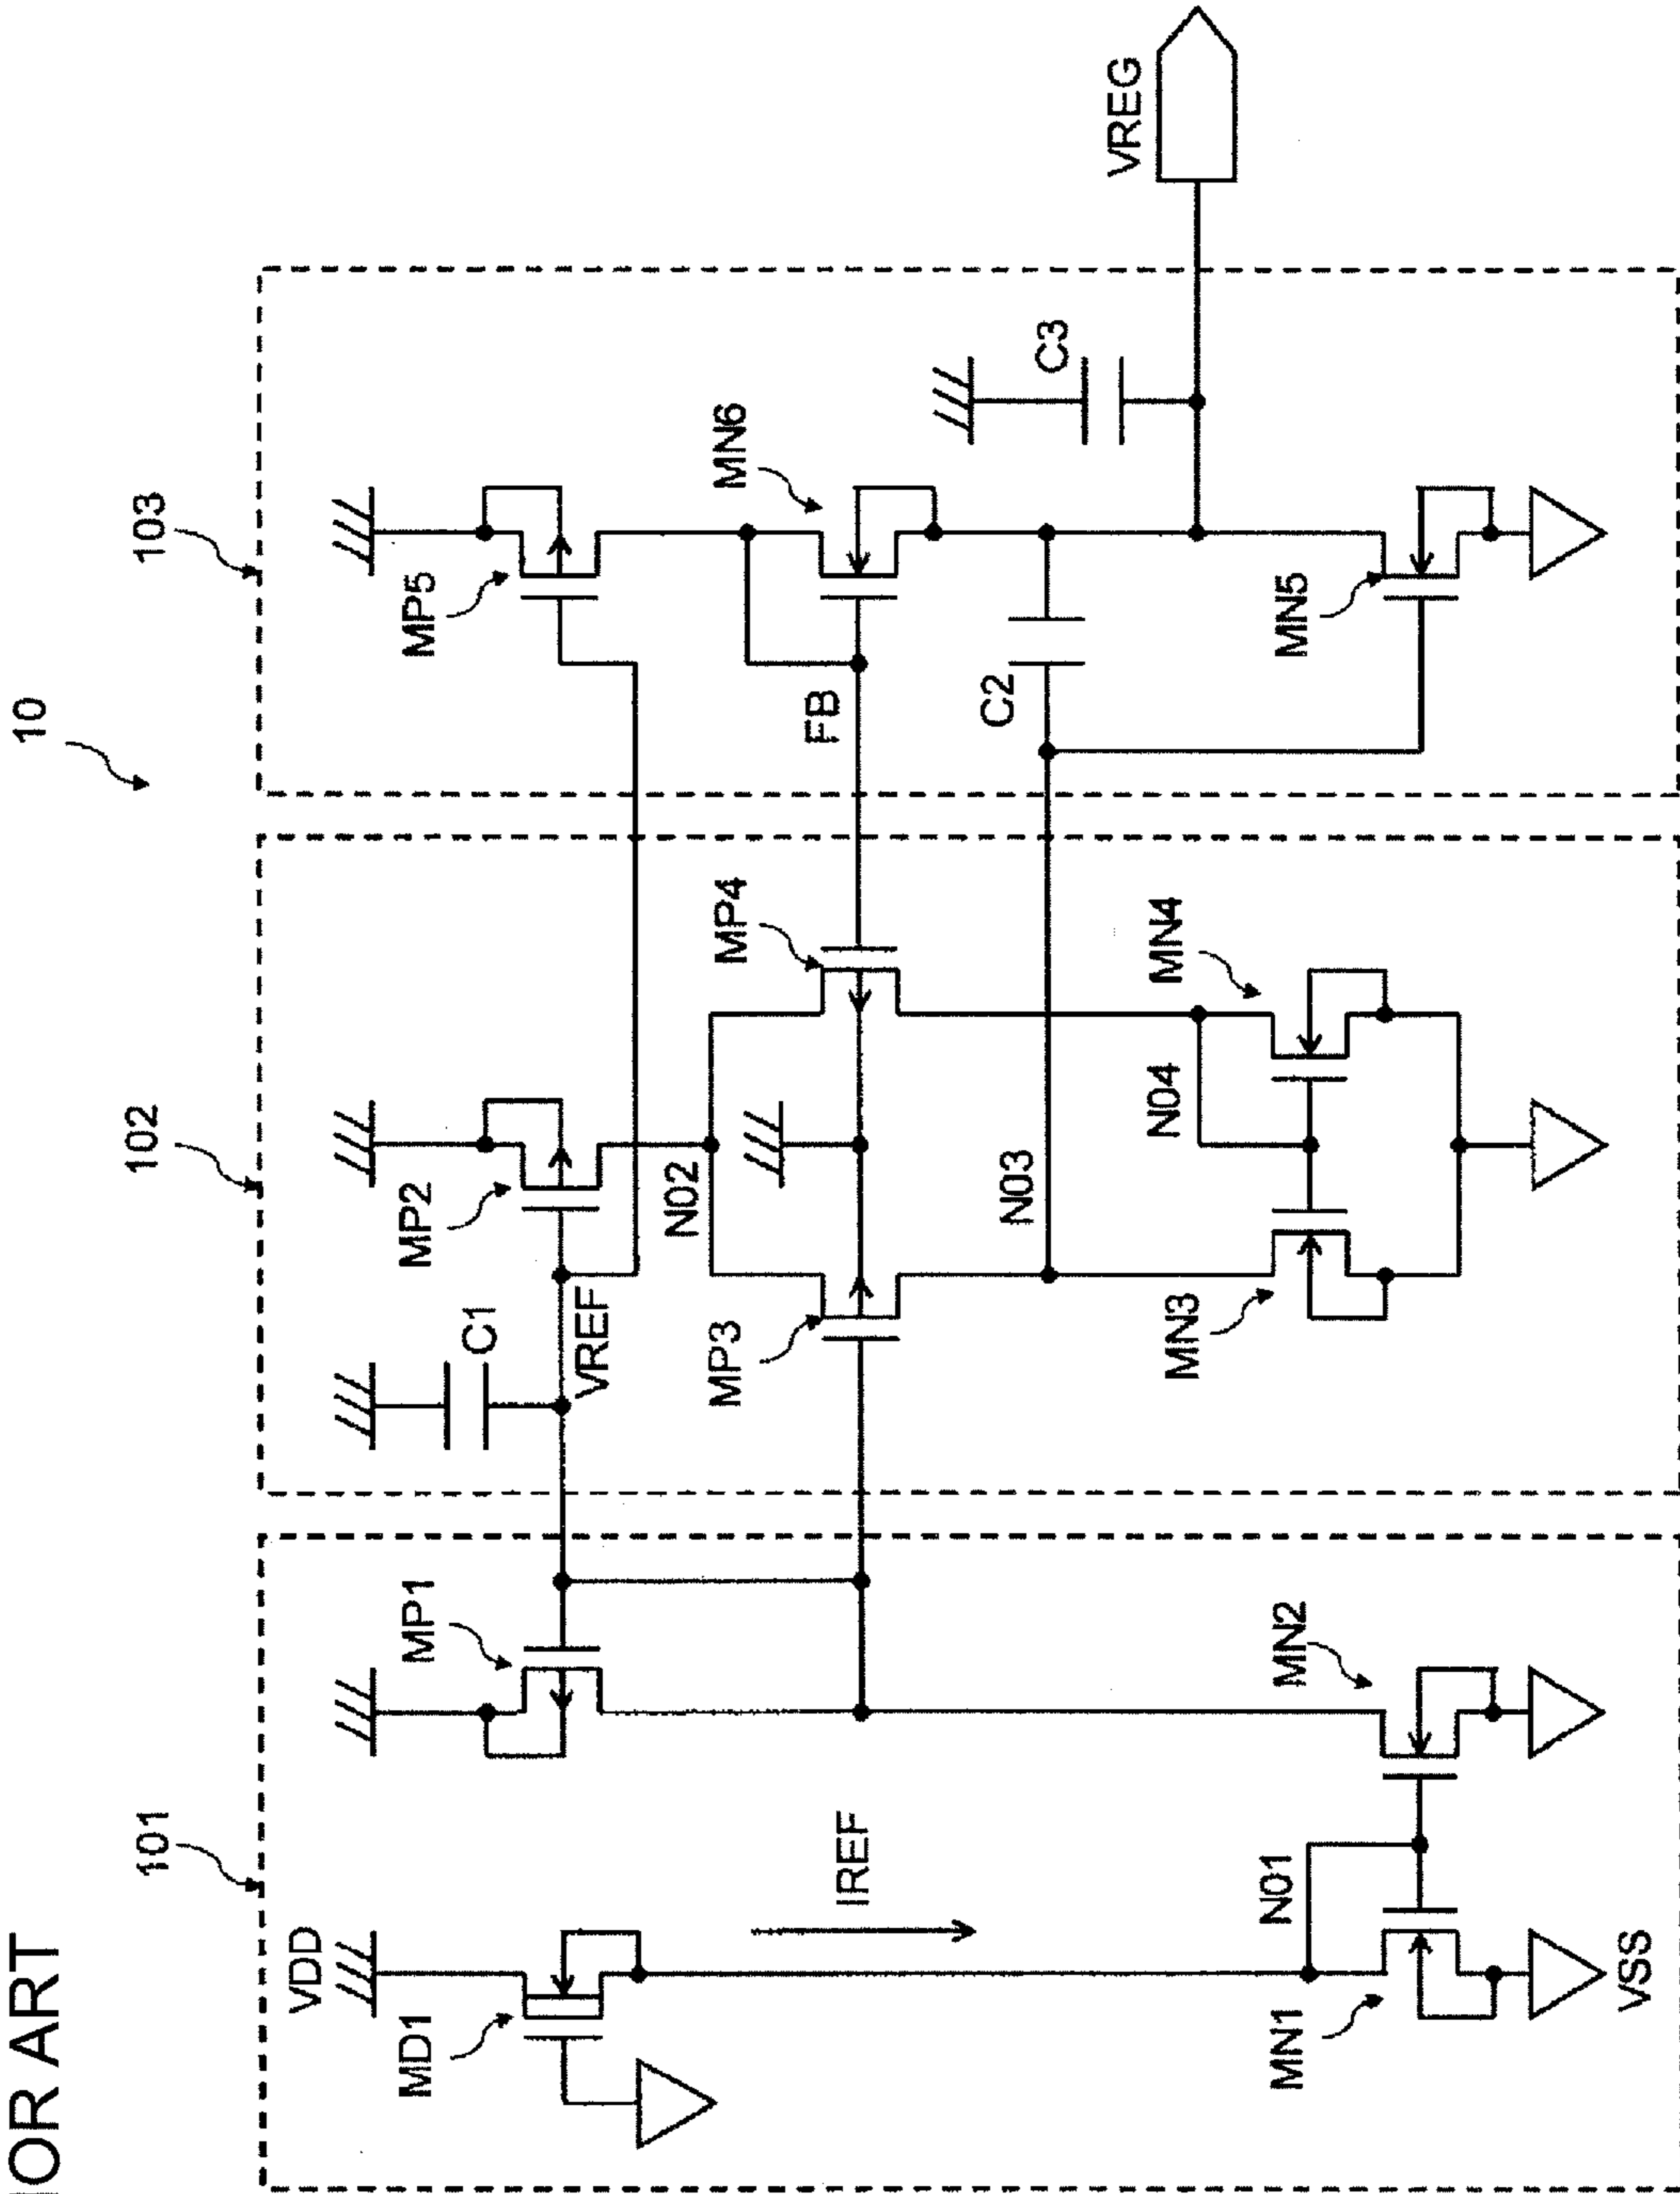 IOR ART
10
101
102
103
VDD
MD1
IREF
MN1
N01
VSS
MP1
MN2
C1
VREF
MP2
N02
MP3
MP4
N03
N04
MN3
MN4
MP5
MN6
FB
C2
C3
MN5
VREG